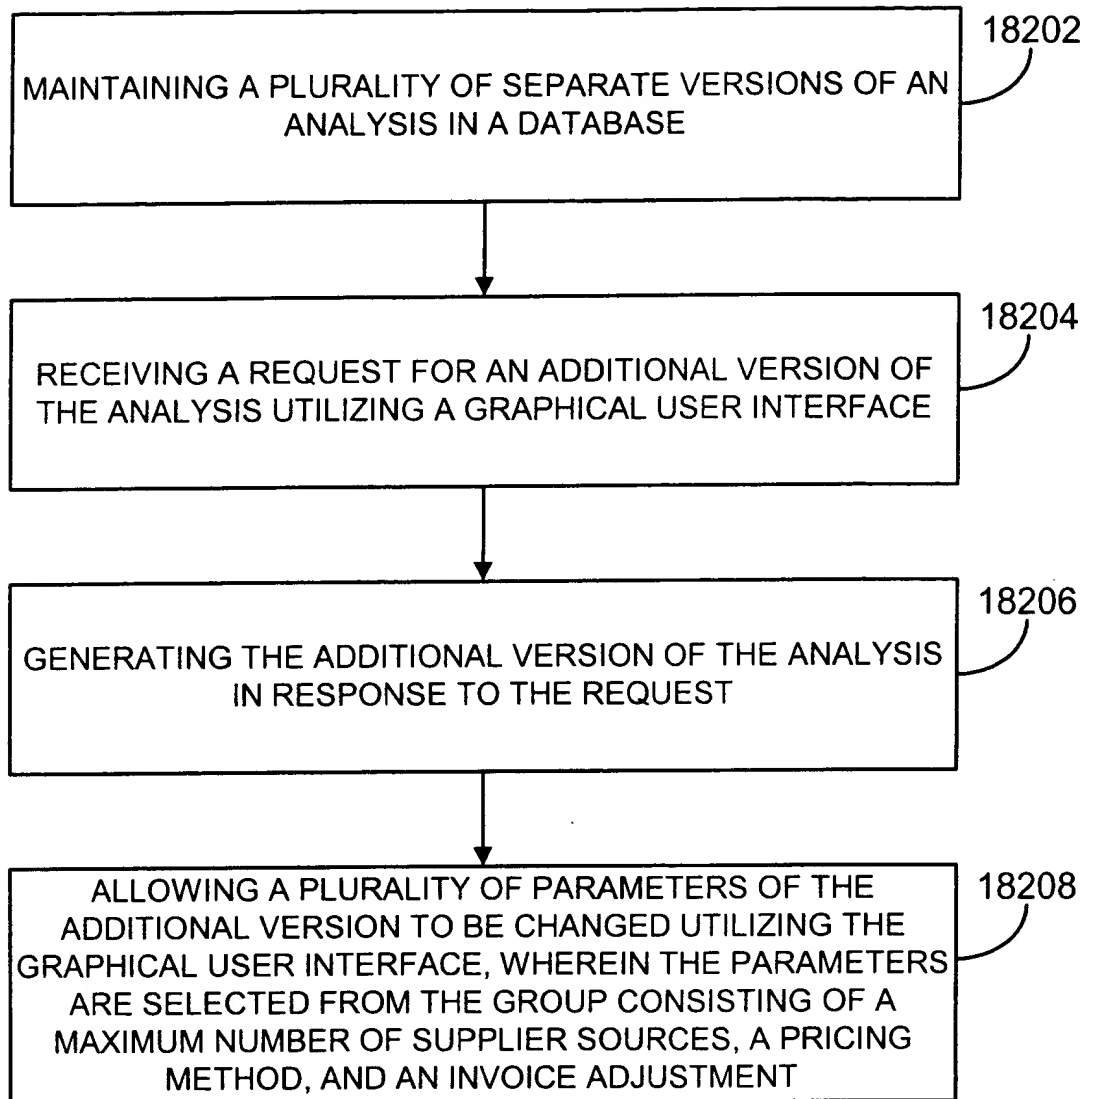 18202
MAINTAINING A PLURALITY OF SEPARATE VERSIONS OF AN
ANALYSIS IN A DATABASE
18204
RECEIVING A REQUEST FOR AN ADDITIONAL VERSION OF
THE ANALYSIS UTILIZING A GRAPHICAL USER INTERFACE
18206
GENERATING THE ADDITIONAL VERSION OF THE ANALYSIS
IN RESPONSE TO THE REQUEST
18208
ALLOWING A PLURALITY OF PARAMETERS OF THE
ADDITIONAL VERSION TO BE CHANGED UTILIZING THE
GRAPHICAL USER INTERFACE, WHEREIN THE PARAMETERS
ARE SELECTED FROM THE GROUP CONSISTING OF A
MAXIMUM NUMBER OF SUPPLIER SOURCES, A PRICING
METHOD, AND AN INVOICE ADJUSTMENT